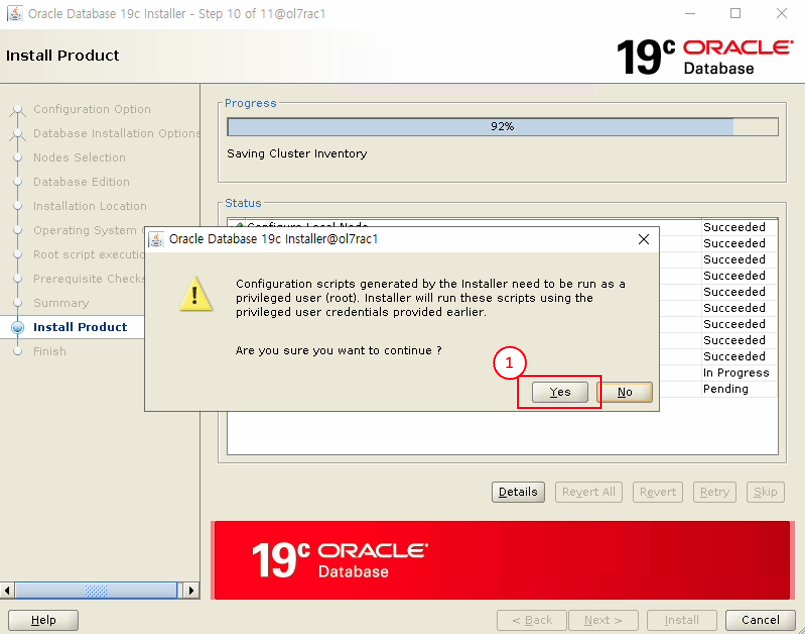 Oracle Database 19c Installer - Step 10 of 11@ol7rac1
Install Product
19c ORACLE
Database
Configuration Option
Database Installation Options
Nodes Selection
Database Edition
Installation Location
Operating System
Root script
Prerequisite Checks
Summary
Install Product
Finish
Progress
92%
Saving Cluster Inventory
Status
Configure Local Node
Succeeded
Succeeded
Succeeded
Succeeded
Succeeded
Succeeded
Succeeded
Succeeded
Succeeded
In Progress
Pending
Oracle Database 19c Installer@ol7rac1
Configuration scripts generated by the Installer need to be run as a
privileged user (root). Installer will run these scripts using the
privileged user credentials provided earlier.
Are you sure you want to continue ?
1
Yes
No
Details
Revert All
Revert
Retry
Skip
19c ORACLE
Database
Help
< Back
Next >
Install
Cancel